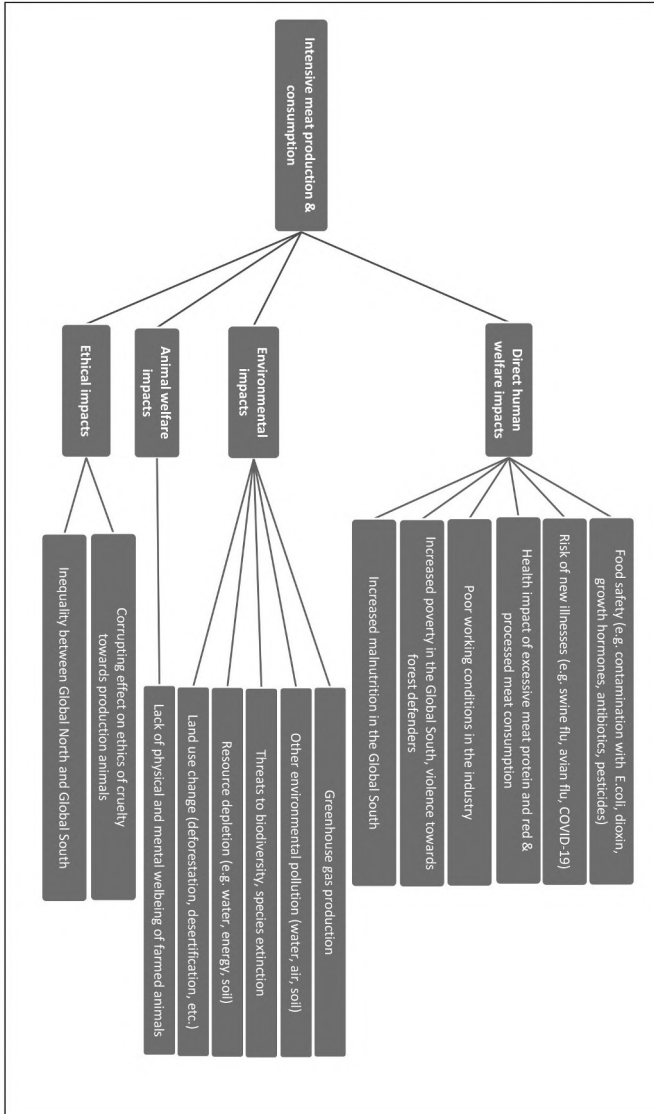 Intensive meat production &
consumption
Direct human
welfare impacts
Food safety (e.g. contamination with E.coli, dioxin,
growth hormones, antibiotics, pesticides)
Risk of new illnesses (e.g. swine flu, avian flu, COVID-19)
Health impact of excessive meat protein and red &
processed meat consumption
Poor working conditions in the industry
Increased poverty in the Global South, violence towards
forest defenders
Increased malnutrition in the Global South
Environmental
impacts
Greenhouse gas production
Other environmental pollution (water, air, soil)
Threats to biodiversity, species extinction
Resource depletion (e.g. water, energy, soil)
Land use change (deforestation, desertification, etc.)
Animal welfare
impacts
Lack of physical and mental wellbeing of farmed animals
Ethical impacts
Corrupting effect on ethics of cruelty
towards production animals
Inequality between Global North and Global South